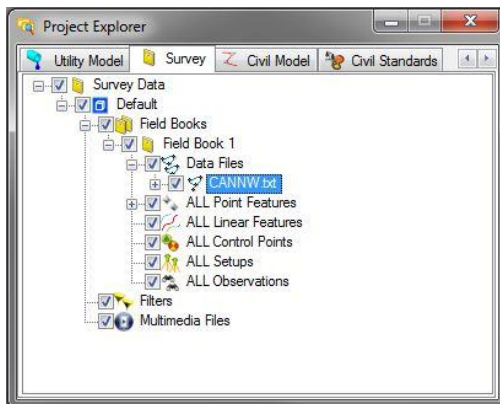 Project Explorer
Utility Model Survey Civil Model Civil Standards
Survey Data
Default
Field Books
Field Book 1
Data Files
CANNW.txt
ALL Point Features
ALL Linear Features
ALL Control Points
ALL Setups
ALL Observations
Filters
Multimedia Files